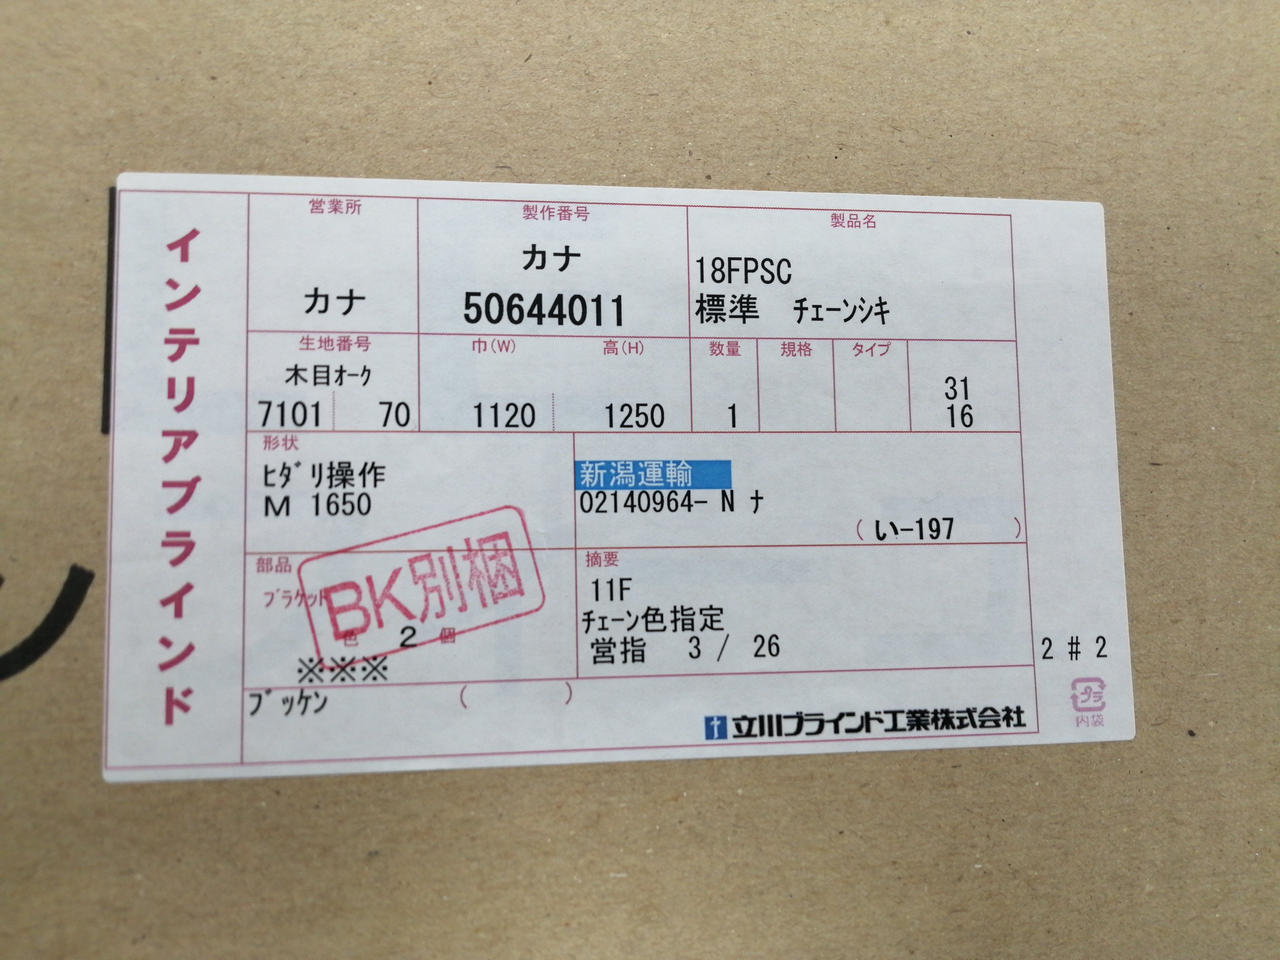 インテリアブラインド
営業所
カナ
製作番号
カナ
50644011
製品名
18FPSC
標準 チェーンシキ
生地番号
木目オーク
7101 70
巾(W) 高(H)
1120 1250
数量
1
規格
タイプ
31
16
形状
ヒダリ操作
M 1650
新潟運輸
02140964- N ナ
( い-197 )
部品
ブラケット
色 2 個
※※※
BK別梱
摘要
11F
チェーン色指定
営指 3 / 26
ブッケン ( )
立川ブラインド工業株式会社
2 # 2
プラ
内袋